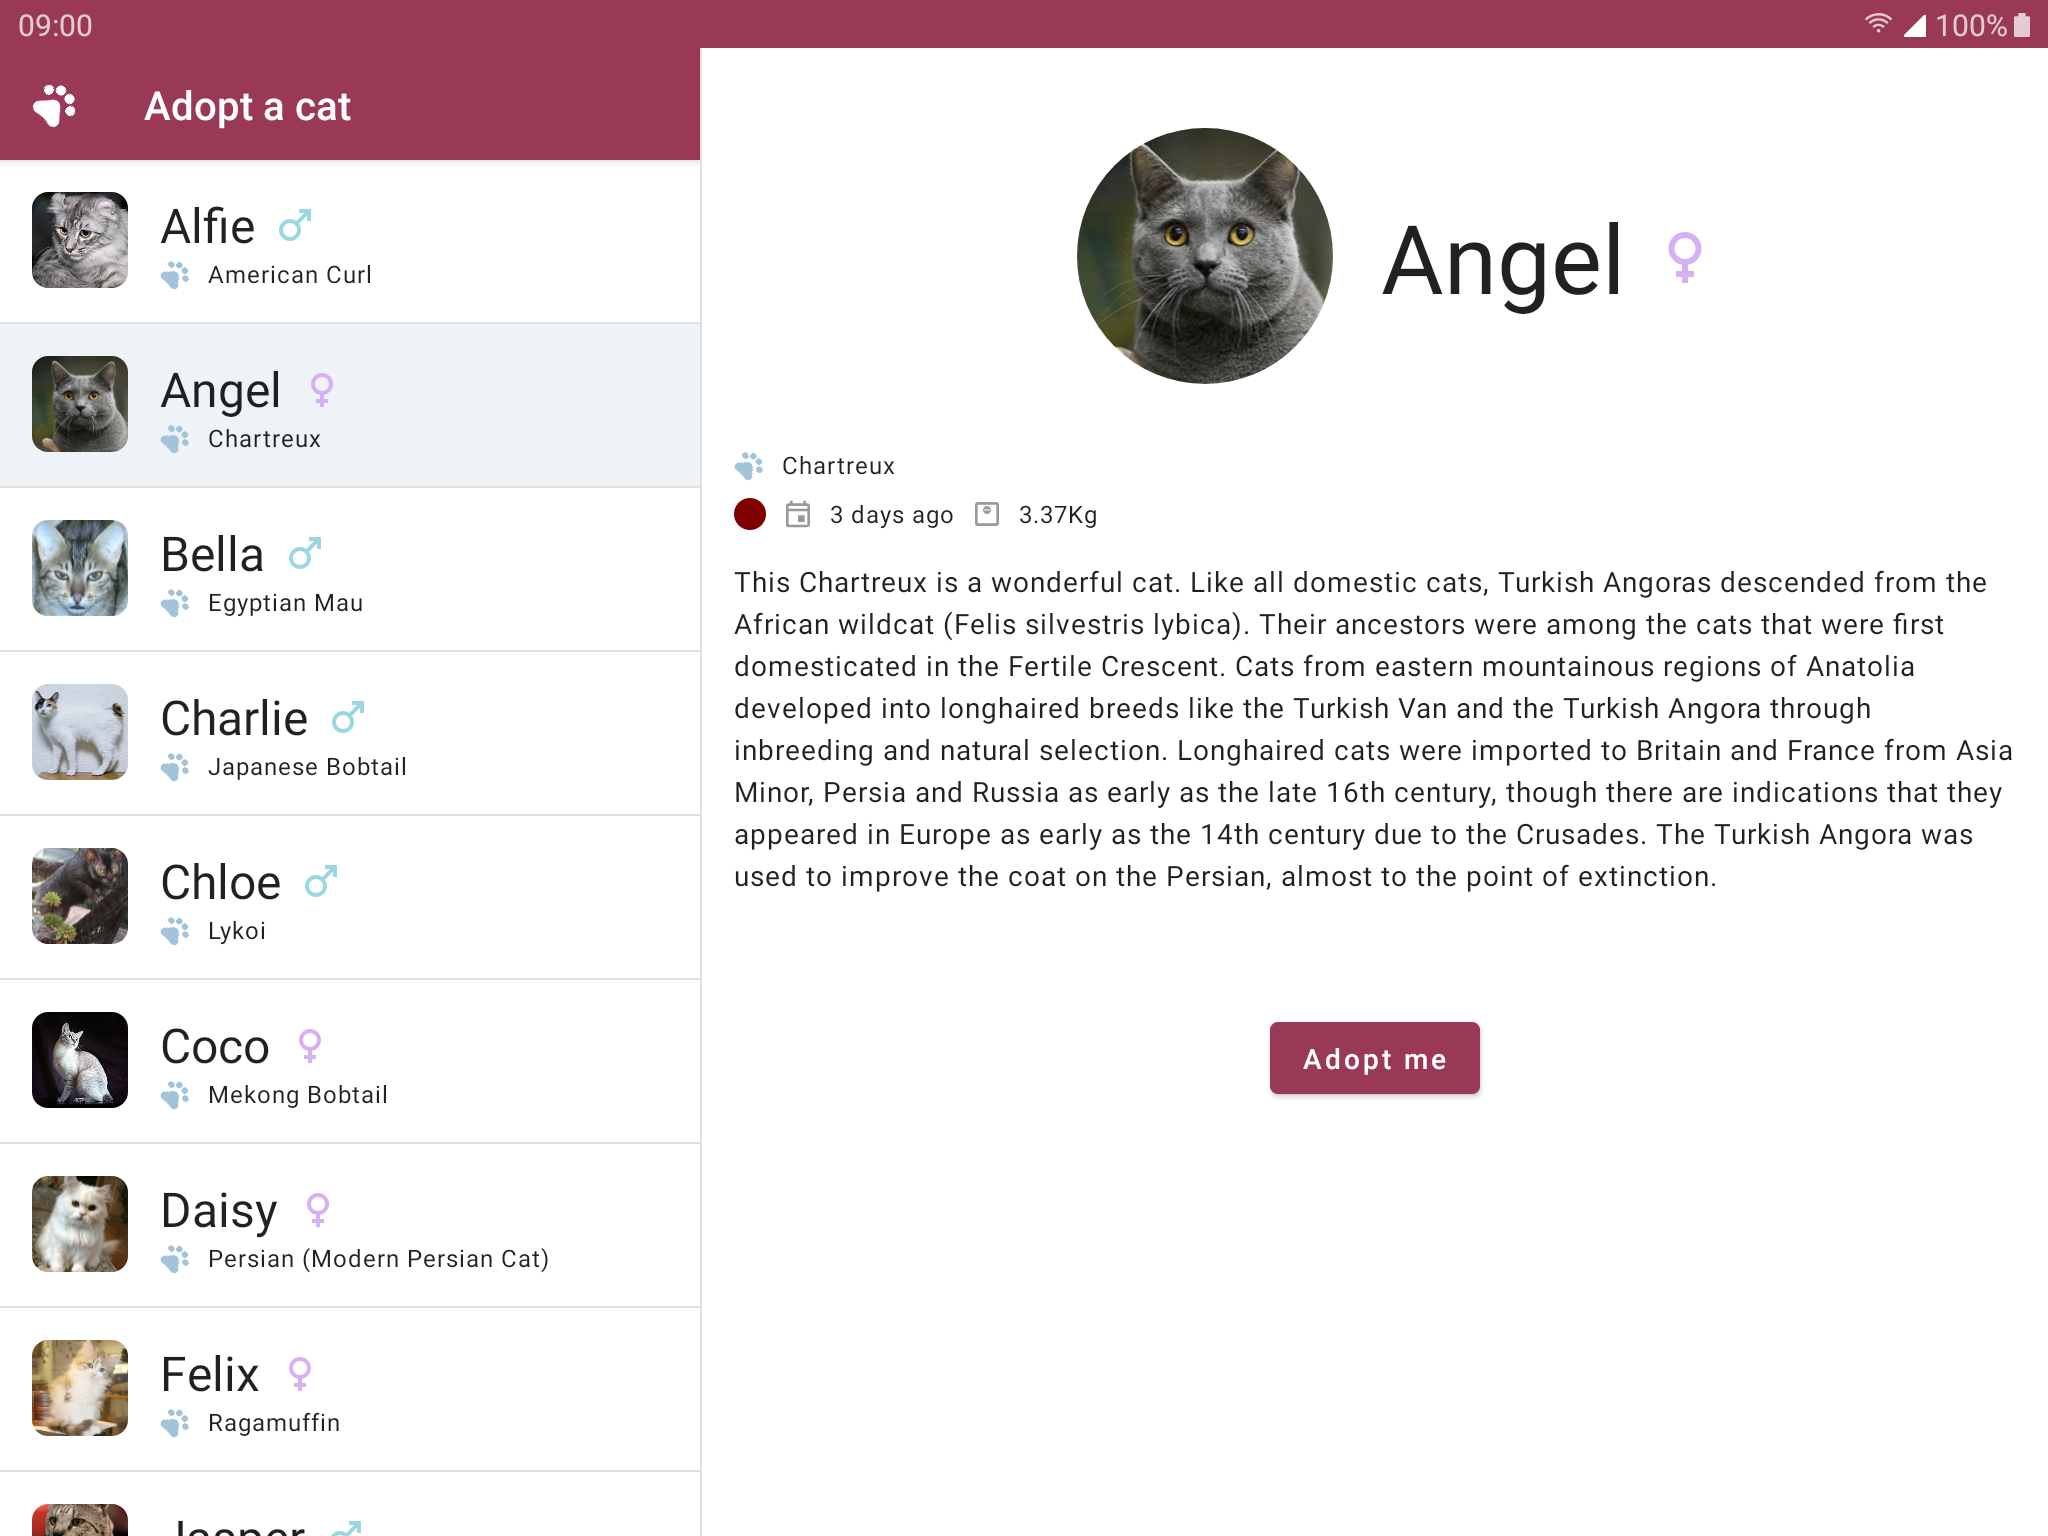 09:00
100%
Adopt a cat
Alfie
American Curl
Angel
Chartreux
Bella
Egyptian Mau
Charlie
Japanese Bobtail
Chloe
Lykoi
Coco
Mekong Bobtail
Daisy
Persian (Modern Persian Cat)
Felix
Ragamuffin
Jasper
Angel
Chartreux
3 days ago 3.37Kg
This Chartreux is a wonderful cat. Like all domestic cats, Turkish Angoras descended from the
African wildcat (Felis silvestris lybica). Their ancestors were among the cats that were first
domesticated in the Fertile Crescent. Cats from eastern mountainous regions of Anatolia
developed into longhaired breeds like the Turkish Van and the Turkish Angora through
inbreeding and natural selection. Longhaired cats were imported to Britain and France from Asia
Minor, Persia and Russia as early as the late 16th century, though there are indications that they
appeared in Europe as early as the 14th century due to the Crusades. The Turkish Angora was
used to improve the coat on the Persian, almost to the point of extinction.
Adopt me